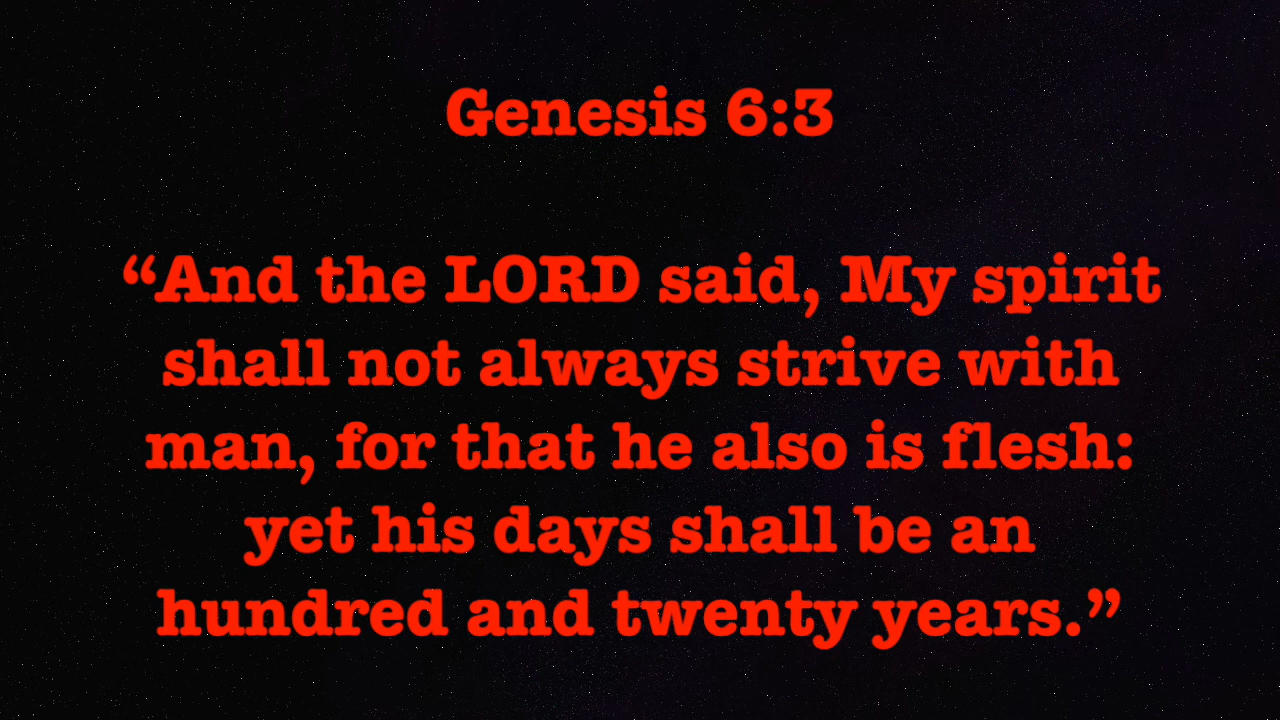 Genesis 6:3
“And the LORD said, My spirit
shall not always strive with
man, for that he also is flesh:
yet his days shall be an
hundred and twenty years.”